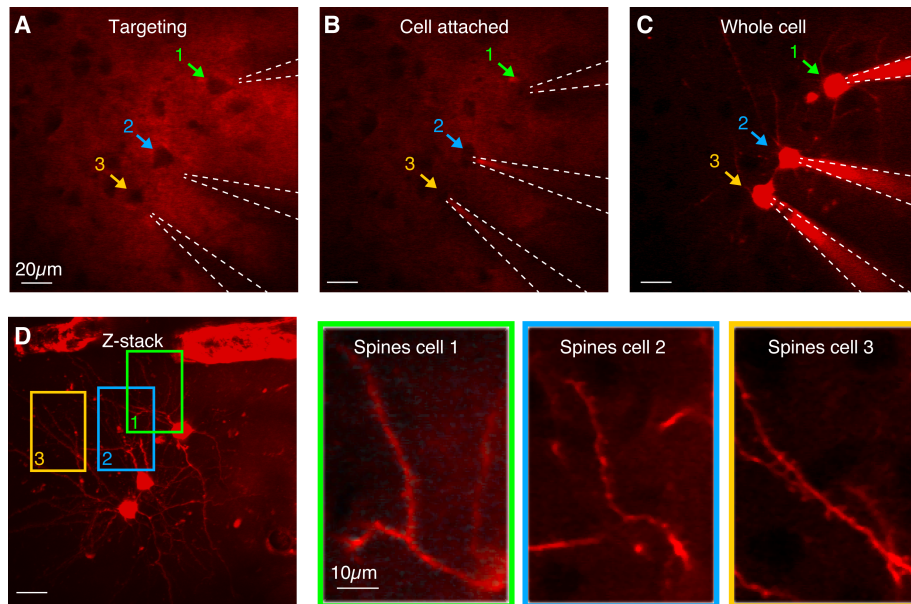 A Targeting
1
2
3
20µm
B Cell attached
1
2
3
C Whole cell
1
2
3
D Z-stack
1
2
3
Spines cell 1
10µm
Spines cell 2
Spines cell 3